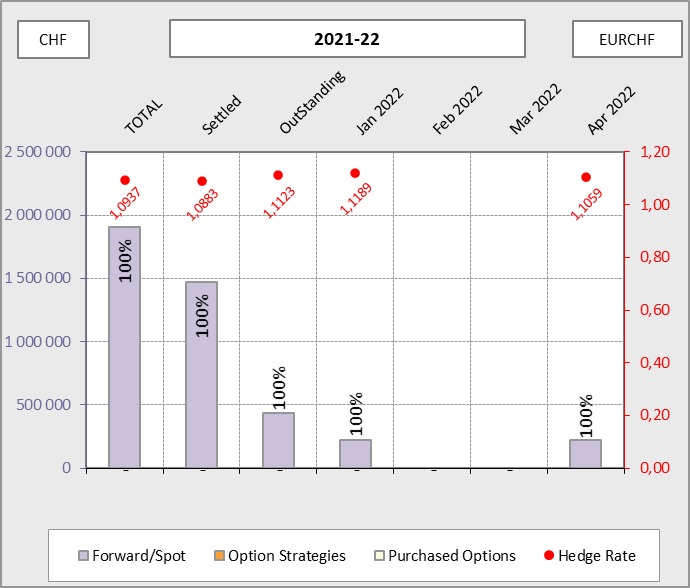 CHF
2021-22
EURCHF
TOTAL
Settled
OutStanding
Jan 2022
Feb 2022
Mar 2022
Apr 2022
2 500 000
2 000 000
1 500 000
1 000 000
500 000
0
1,20
1,00
0,80
0,60
0,40
0,20
0,00
1,0937
1,0883
1,1123
1,1189
1,1059
100%
100%
100%
100%
100%
Forward/Spot
Option Strategies
Purchased Options
Hedge Rate